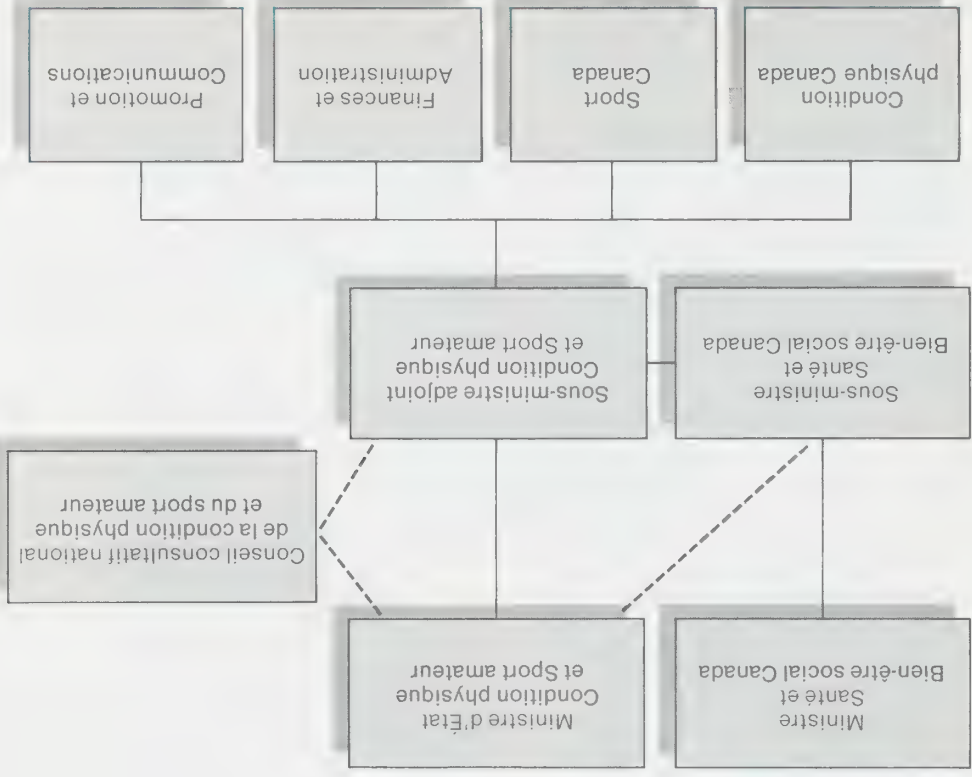 Ministre
Santé et
Bien-être social Canada
Ministre d'État
Condition physique
et Sport amateur
Conseil consultatif national
de la condition physique
et du sport amateur
Sous-ministre
Santé et
Bien-être social Canada
Sous-ministre adjoint
Condition physique
et Sport amateur
Condition
physique Canada
Sport
Canada
Finances et
Administration
Promotion et
Communications